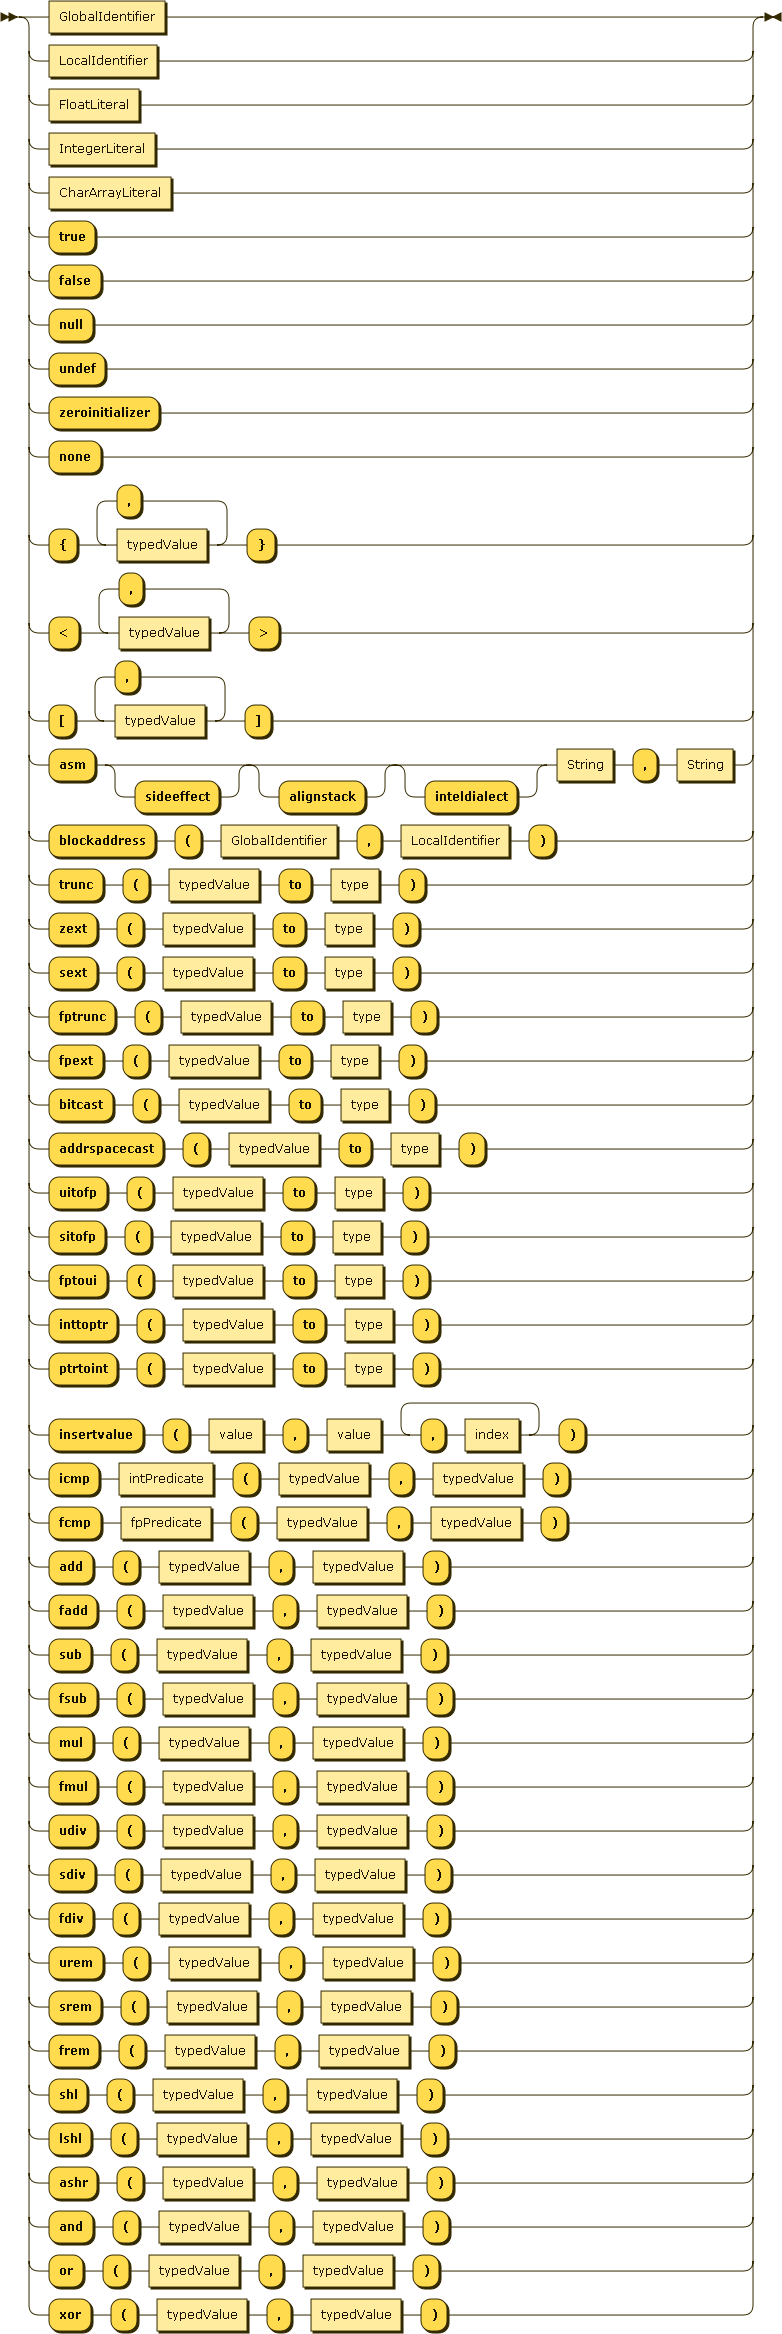 GlobalIdentifier
LocalIdentifier
FloatLiteral
IntegerLiteral
CharArrayLiteral
true
false
null
undef
zeroinitializer
none
,
{ typedValue }
,
< typedValue >
,
[ typedValue ]
asm String , String
sideeffect alignstack inteldialect
blockaddress ( GlobalIdentifier , LocalIdentifier )
trunc ( typedValue to type )
zext ( typedValue to type )
sext ( typedValue to type )
fptrunc ( typedValue to type )
fpext ( typedValue to type )
bitcast ( typedValue to type )
addrspacecast ( typedValue to type )
uitofp ( typedValue to type )
sitofp ( typedValue to type )
fptoui ( typedValue to type )
inttoptr ( typedValue to type )
ptrtoint ( typedValue to type )
insertvalue ( value , value , index )
icmp intPredicate ( typedValue , typedValue )
fcmp fpPredicate ( typedValue , typedValue )
add ( typedValue , typedValue )
fadd ( typedValue , typedValue )
sub ( typedValue , typedValue )
fsub ( typedValue , typedValue )
mul ( typedValue , typedValue )
fmul ( typedValue , typedValue )
udiv ( typedValue , typedValue )
sdiv ( typedValue , typedValue )
fdiv ( typedValue , typedValue )
urem ( typedValue , typedValue )
srem ( typedValue , typedValue )
frem ( typedValue , typedValue )
shl ( typedValue , typedValue )
lshl ( typedValue , typedValue )
ashr ( typedValue , typedValue )
and ( typedValue , typedValue )
or ( typedValue , typedValue )
xor ( typedValue , typedValue )